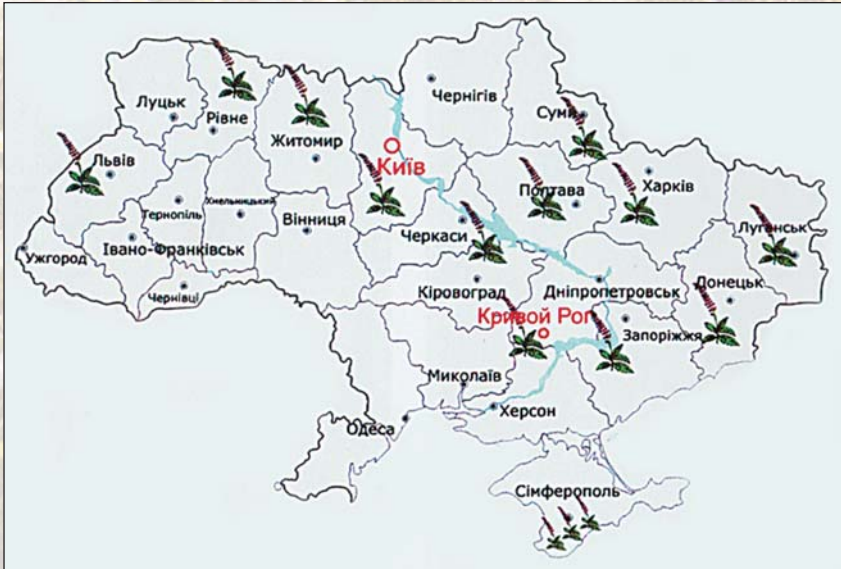 Чернігів
Луцьк
Рівне
Суми
Житомир
Київ
Львів
Харків
Полтава
Хмельницький
Тернопіль
Вінниця
Черкаси
Луганськ
Івано-Франківськ
Ужгород
Чернівці
Кіровоград
Дніпропетровськ
Донецьк
Кривой Рог
Запоріжжя
Миколаїв
Херсон
Одеса
Сімферополь